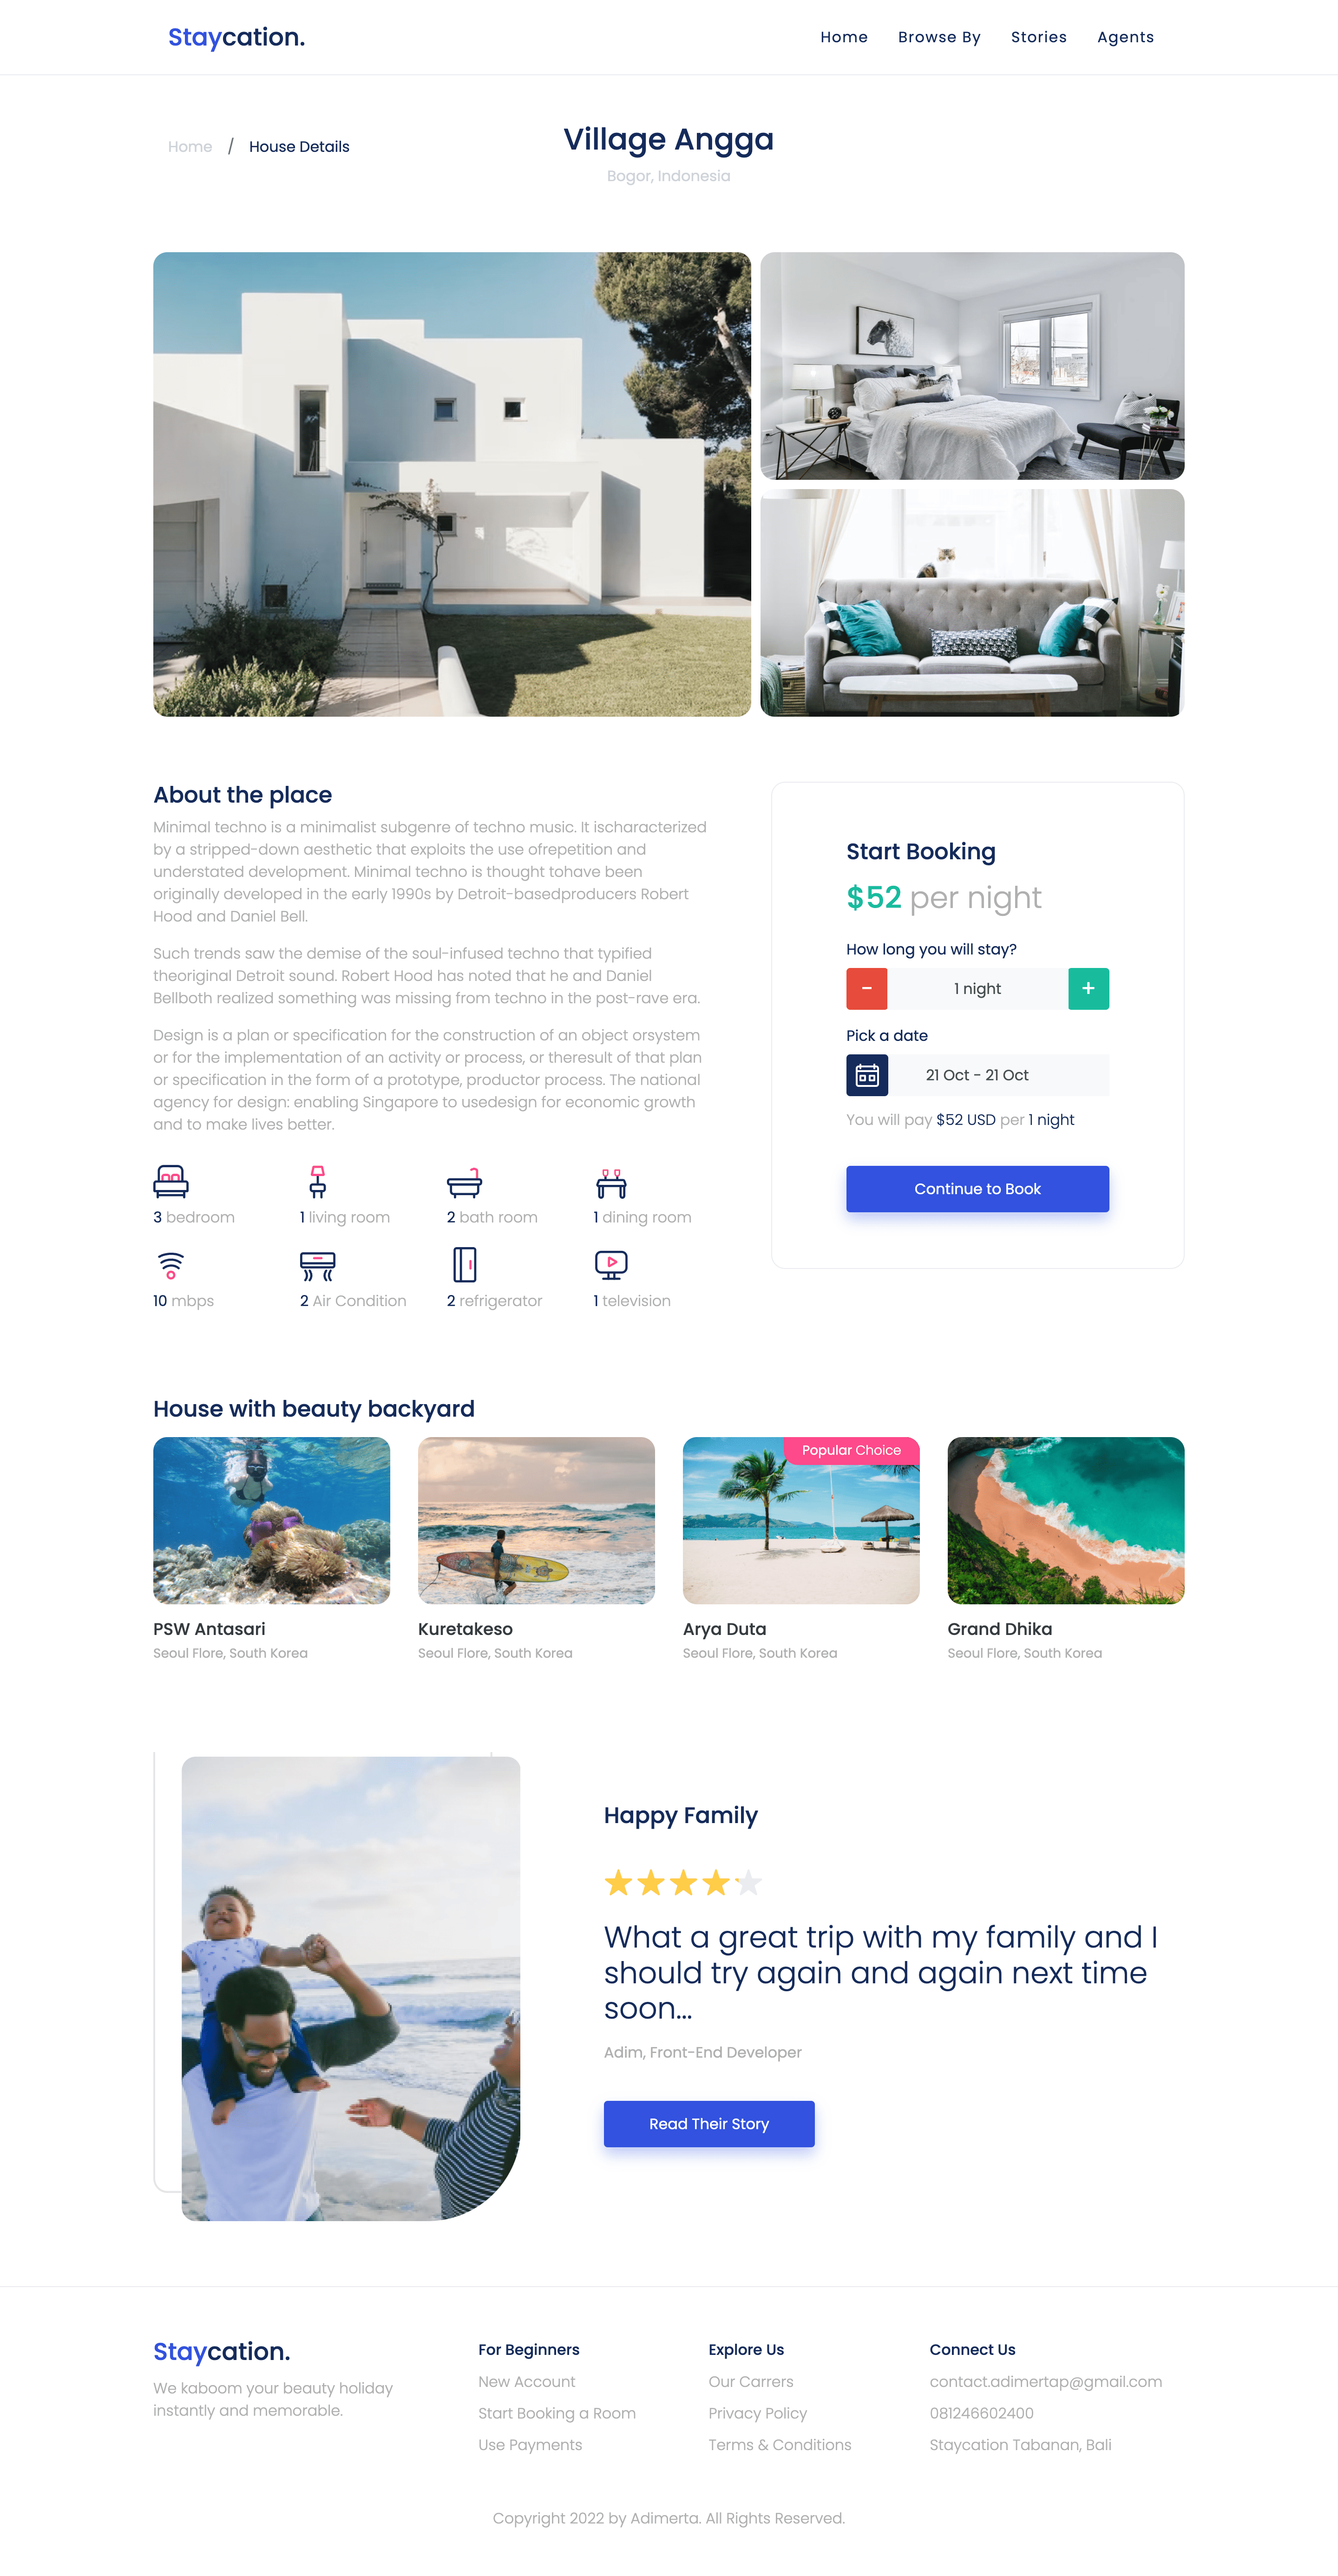 Staycation.
Home Browse By Stories Agents
Home / House Details
Village Angga
Bogor, Indonesia
About the place
Minimal techno is a minimalist subgenre of techno music. It ischaracterized
by a stripped-down aesthetic that exploits the use ofrepetition and
understated development. Minimal techno is thought tohave been
originally developed in the early 1990s by Detroit-basedproducers Robert
Hood and Daniel Bell.
Such trends saw the demise of the soul-infused techno that typified
theoriginal Detroit sound. Robert Hood has noted that he and Daniel
Bellboth realized something was missing from techno in the post-rave era.
Design is a plan or specification for the construction of an object orsystem
or for the implementation of an activity or process, or theresult of that plan
or specification in the form of a prototype, productor process. The national
agency for design: enabling Singapore to usedesign for economic growth
and to make lives better.
3 bedroom
1 living room
2 bath room
1 dining room
10 mbps
2 Air Condition
2 refrigerator
1 television
Start Booking
$52 per night
How long you will stay?
- 1 night +
Pick a date
21 Oct - 21 Oct
You will pay $52 USD per 1 night
Continue to Book
House with beauty backyard
Popular Choice
PSW Antasari
Seoul Flore, South Korea
Kuretakeso
Seoul Flore, South Korea
Arya Duta
Seoul Flore, South Korea
Grand Dhika
Seoul Flore, South Korea
Happy Family
What a great trip with my family and I
should try again and again next time
soon...
Adim, Front-End Developer
Read Their Story
Staycation.
We kaboom your beauty holiday
instantly and memorable.
For Beginners
New Account
Start Booking a Room
Use Payments
Explore Us
Our Carrers
Privacy Policy
Terms & Conditions
Connect Us
contact.adimertap@gmail.com
081246602400
Staycation Tabanan, Bali
Copyright 2022 by Adimerta. All Rights Reserved.